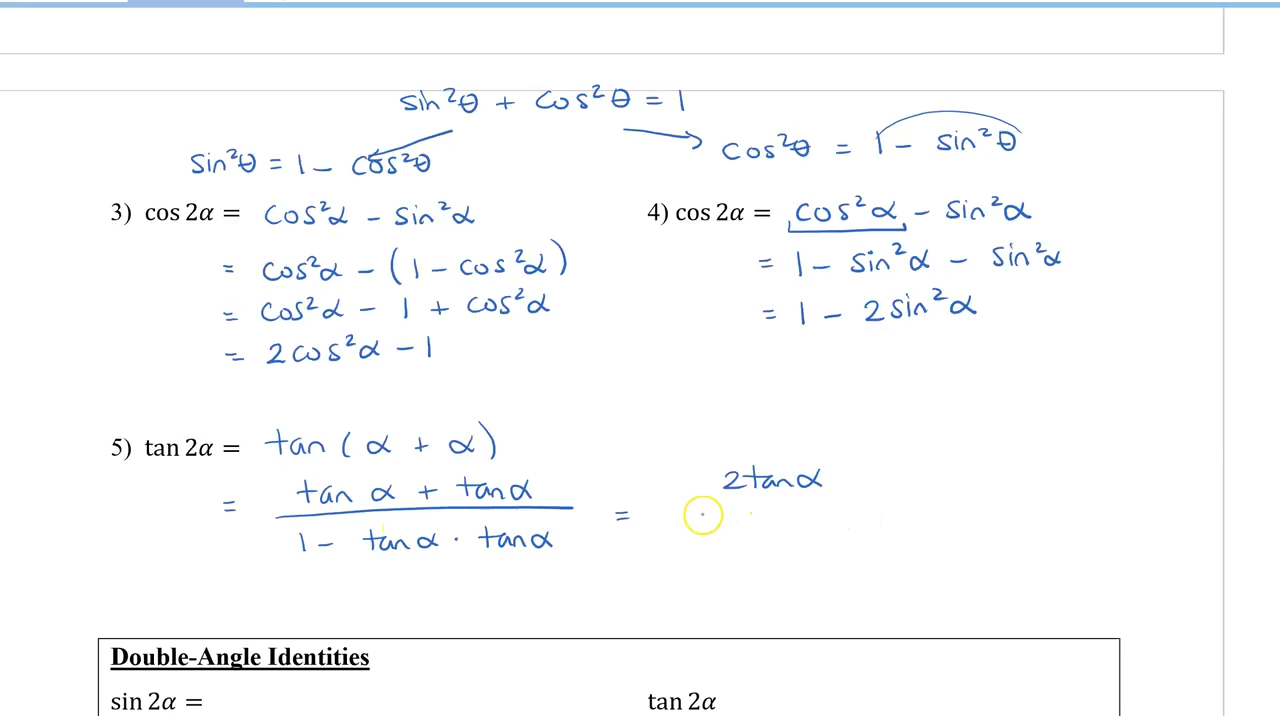 sin²θ + cos²θ = 1
sin²θ = 1 - cos²θ
cos²θ = 1 - sin²θ
3) cos 2α = cos²α - sin²α
= cos²α - (1 - cos²α)
= cos²α - 1 + cos²α
= 2cos²α - 1
4) cos 2α = cos²α - sin²α
= 1 - sin²α - sin²α
= 1 - 2sin²α
5) tan 2α = tan(α + α)
= tan α + tan α
1 - tan α · tan α
= 2tan α
Double-Angle Identities
sin 2α =
tan 2α